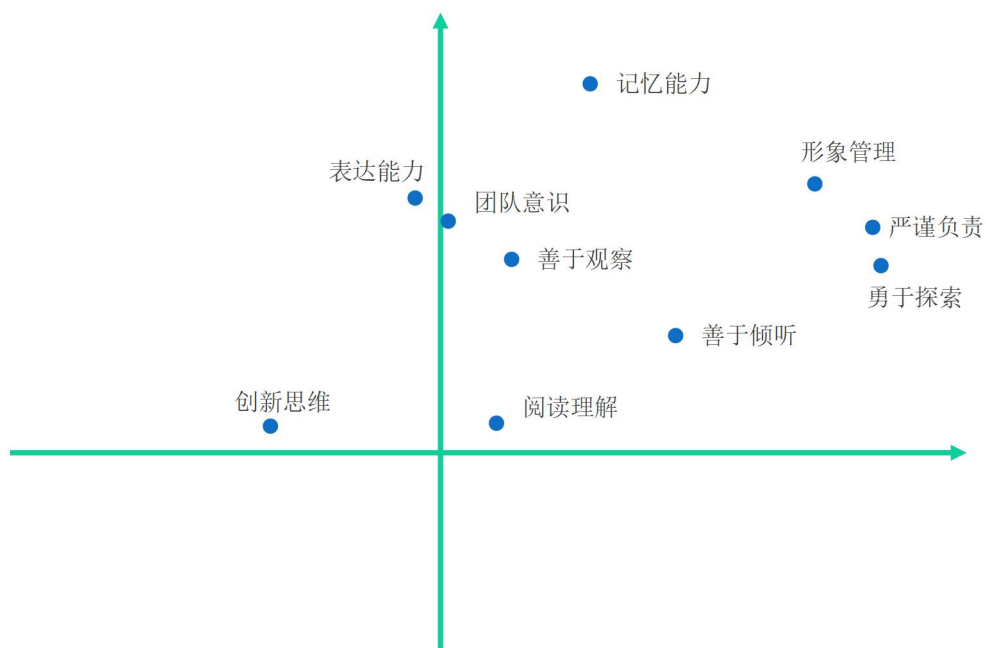 记忆能力
形象管理
表达能力
团队意识
严谨负责
善于观察
勇于探索
善于倾听
创新思维
阅读理解